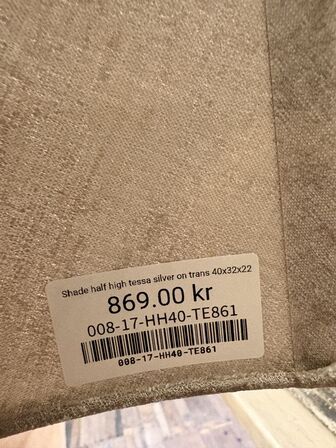 Shade half high tessa silver on trans 40x32x22
869.00 kr
008-17-HH40-TE861
008-17-HH40-TE861